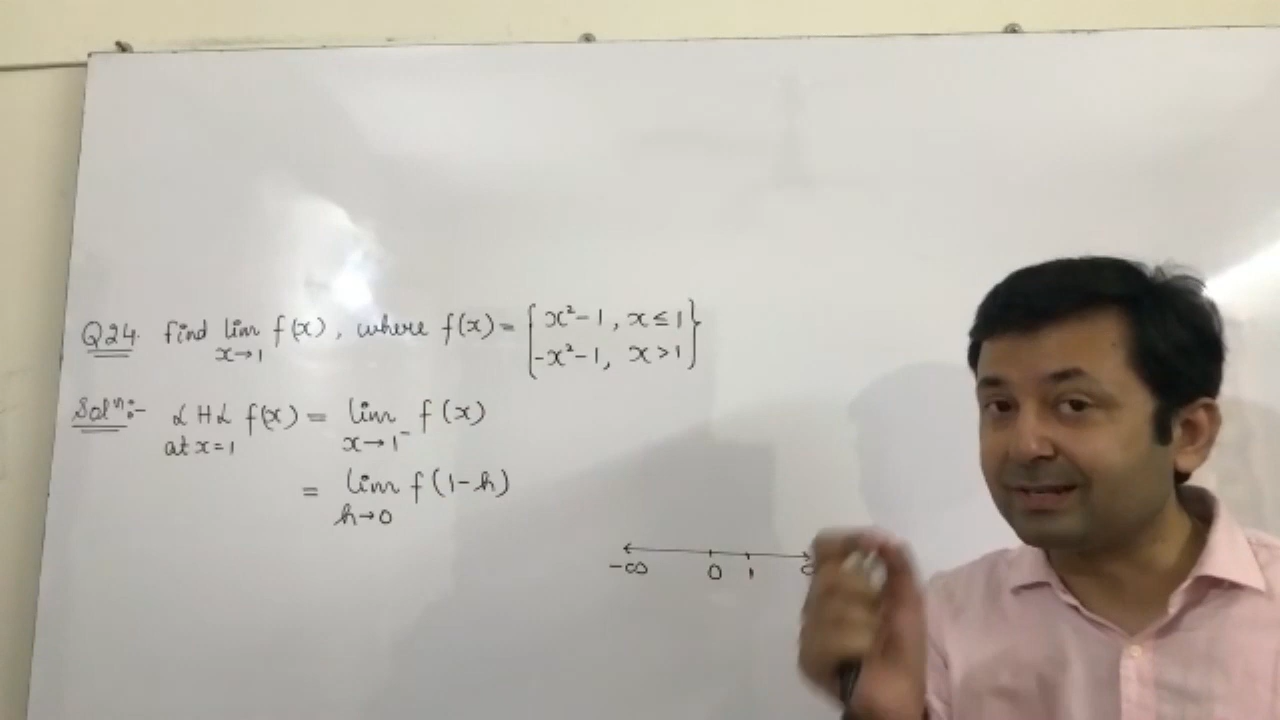 Q24. Find lim f(x), where f(x) = { x²-1, x ≤ 1
x→1 -x²-1, x > 1 }
Solⁿ:- LHL f(x) = lim f(x)
at x=1 x→1⁻
= lim f(1-h)
h→0
-∞ 0 1